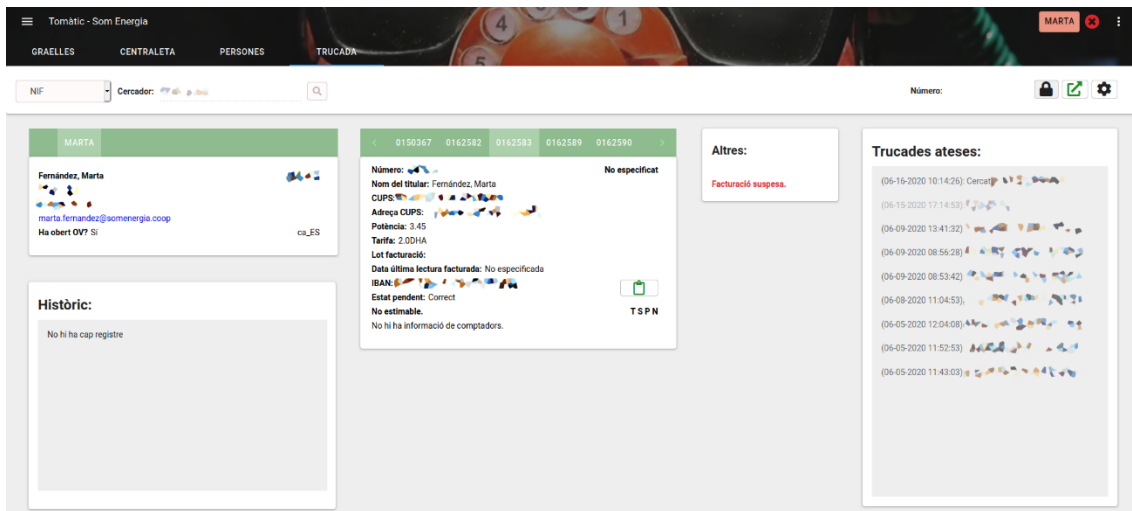 Tomàtic - Som Energia
MARTA
GRAELLES CENTRALETA PERSONES TRUCADA
4
1
5
NIF Cercador:
Número:
MARTA
Fernández, Marta
marta.fernandez@somenergia.coop
Ha obert OV? Sí ca_ES
Històric:
No hi ha cap registre
0150367 0162582 0162583 0162589 0162590
Número: No especificat
Nom del titular: Fernández, Marta
CUPS:
Adreça CUPS:
Potència: 3.45
Tarifa: 2.0DHA
Lot facturació:
Data última lectura facturada: No especificada
IBAN:
Estat pendent: Correct
No estimable. T S P N
No hi ha informació de comptadors.
Altres:
Facturació suspesa.
Trucades ateses:
(06-16-2020 10:14:26): Cercat
(06-15-2020 17:14:53):
(06-09-2020 13:41:32)
(06-09-2020 08:56:28)
(06-09-2020 08:53:42)
(06-08-2020 11:04:53),
(06-05-2020 12:04:08)
(06-05-2020 11:52:53)
(06-05-2020 11:43:03)